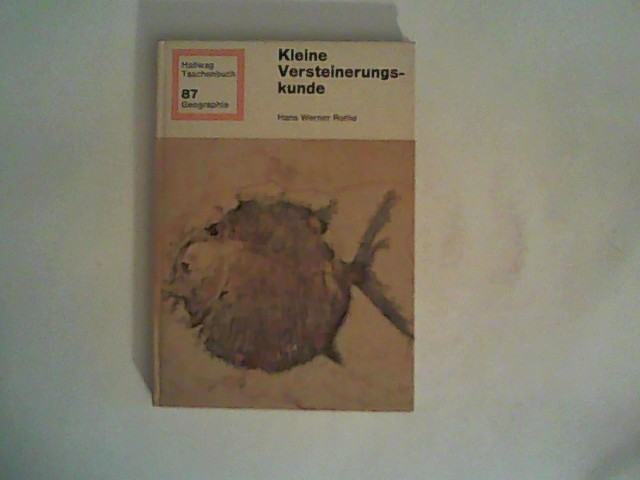 Hallwag
Taschenbuch
87
Geographie
Kleine
Versteinerungs-
kunde
Hans Werner Rothe